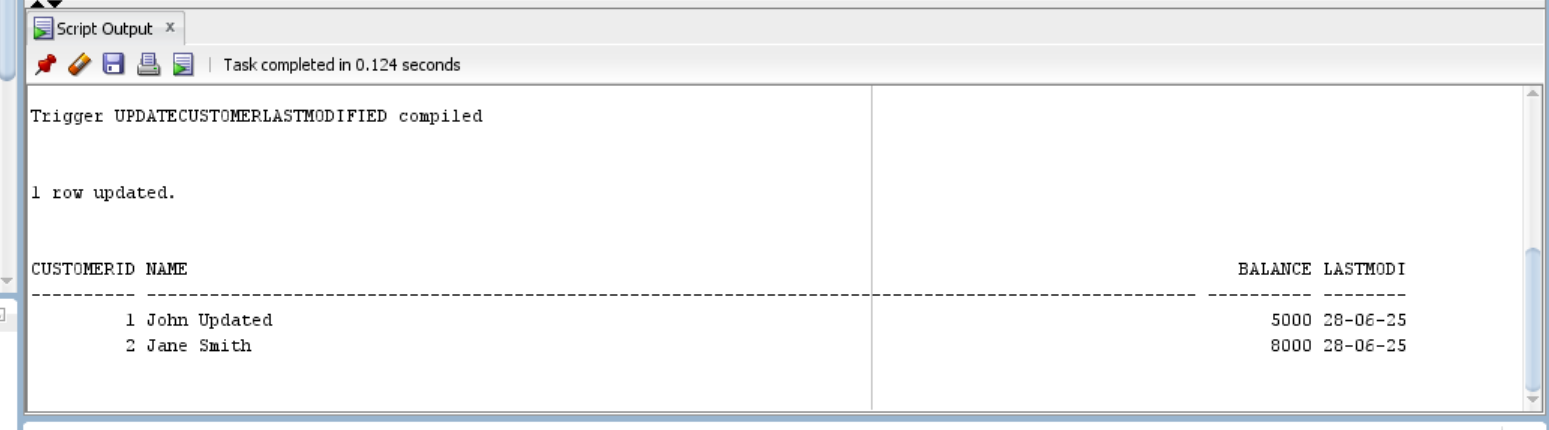 Script Output x
| Task completed in 0.124 seconds
Trigger UPDATECUSTOMERLASTMODIFIED compiled
1 row updated.
CUSTOMERID NAME BALANCE LASTMODI
---------- ---------------------------------------------------------------------------------------------------- ---------- --------
1 John Updated 5000 28-06-25
2 Jane Smith 8000 28-06-25